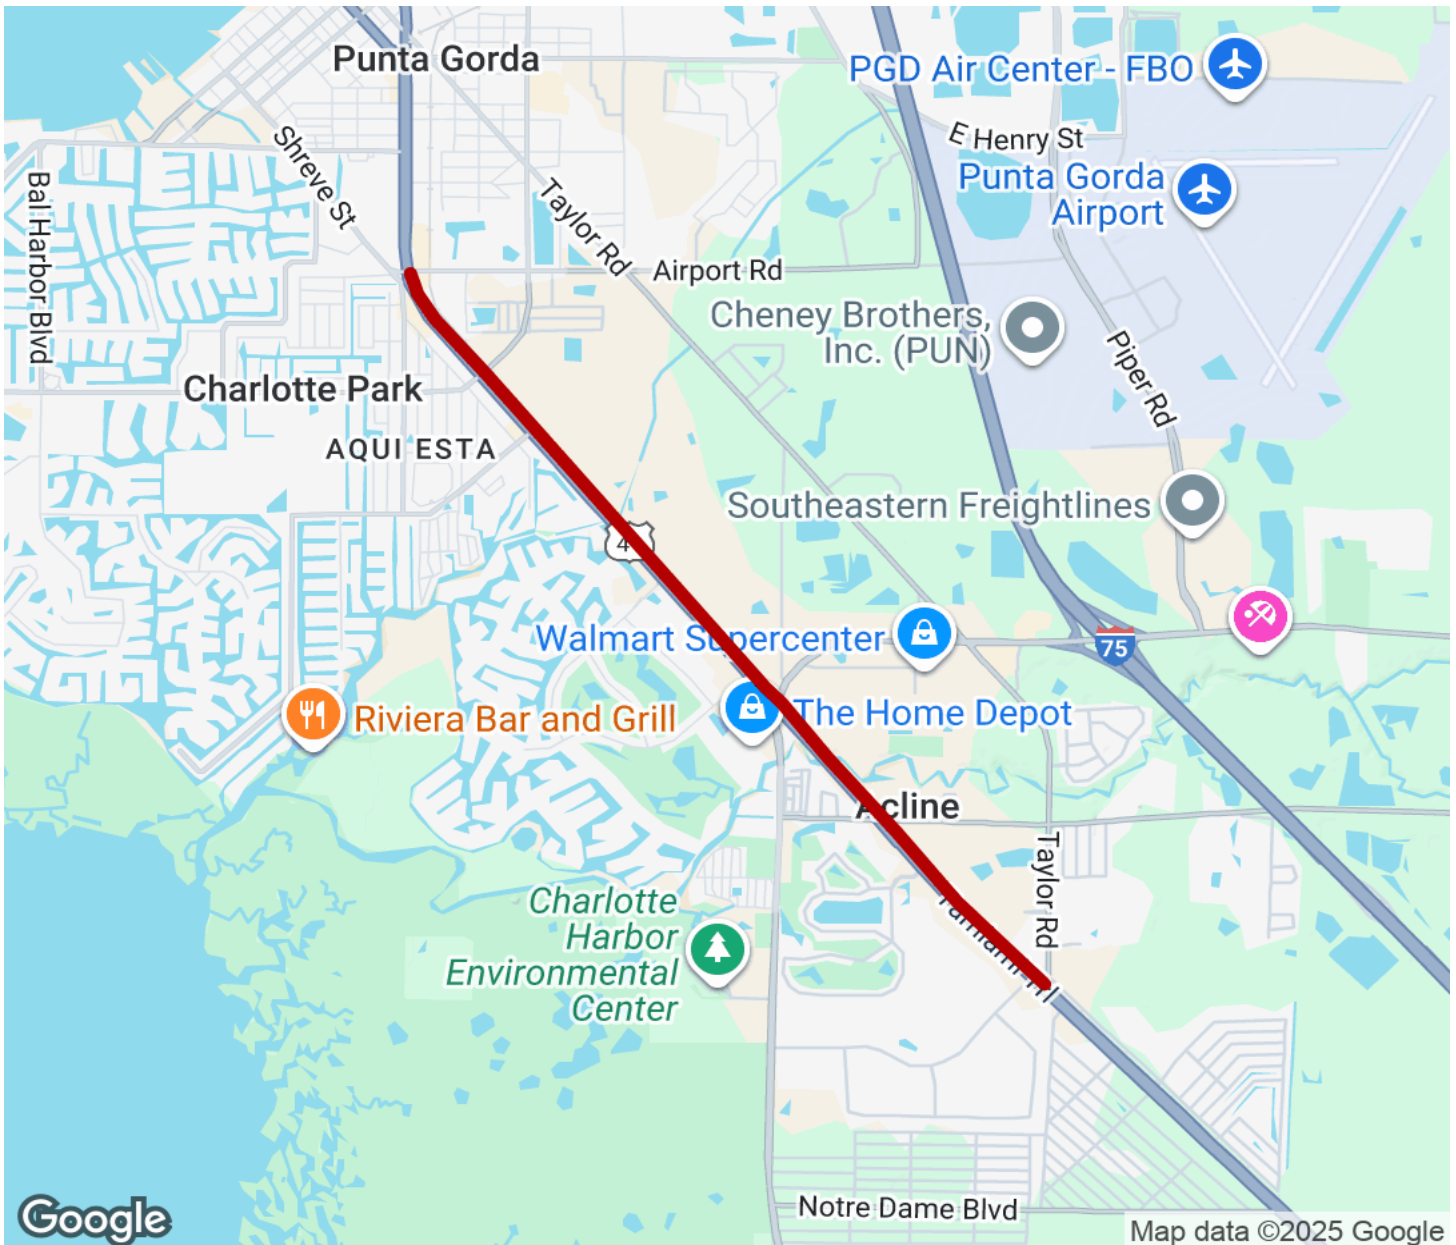 Punta Gorda
PGD Air Center - FBO
E Henry St
Shreve St
Bal Harbor Blvd
Taylor Rd
Punta Gorda
Airport
Airport Rd
Cheney Brothers,
Inc. (PUN)
Piper Rd
Charlotte Park
AQUI ESTA
Southeastern Freightlines
4
Walmart Supercenter
75
The Home Depot
Riviera Bar and Grill
Acline
Taylor Rd
Charlotte
Harbor
Environmental
Center
Tamiami Trl
Notre Dame Blvd
Google
Map data ©2025 Google